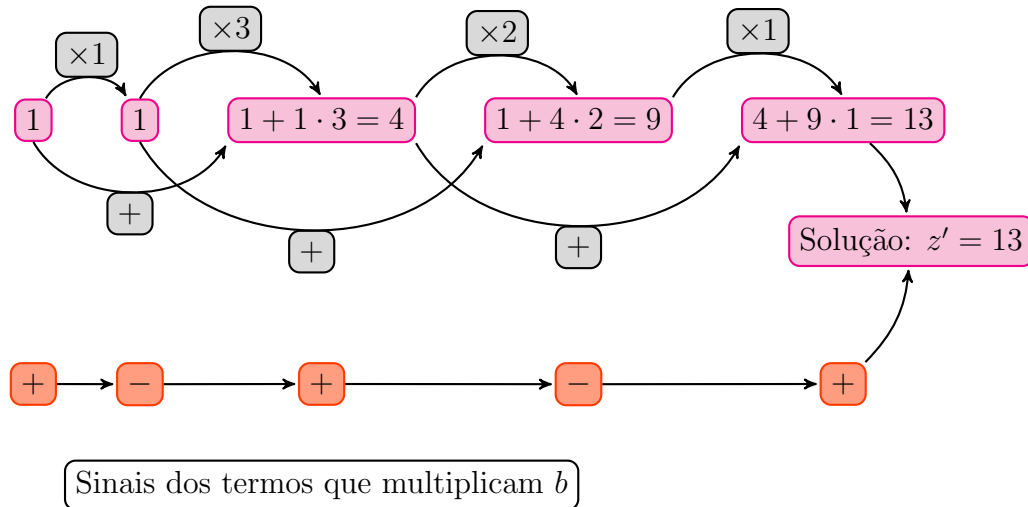 ×1
×3
×2
×1
1
1
1 + 1 · 3 = 4
1 + 4 · 2 = 9
4 + 9 · 1 = 13
+
+
+
Solução: z′ = 13
+
−
+
−
+
Sinais dos termos que multiplicam b